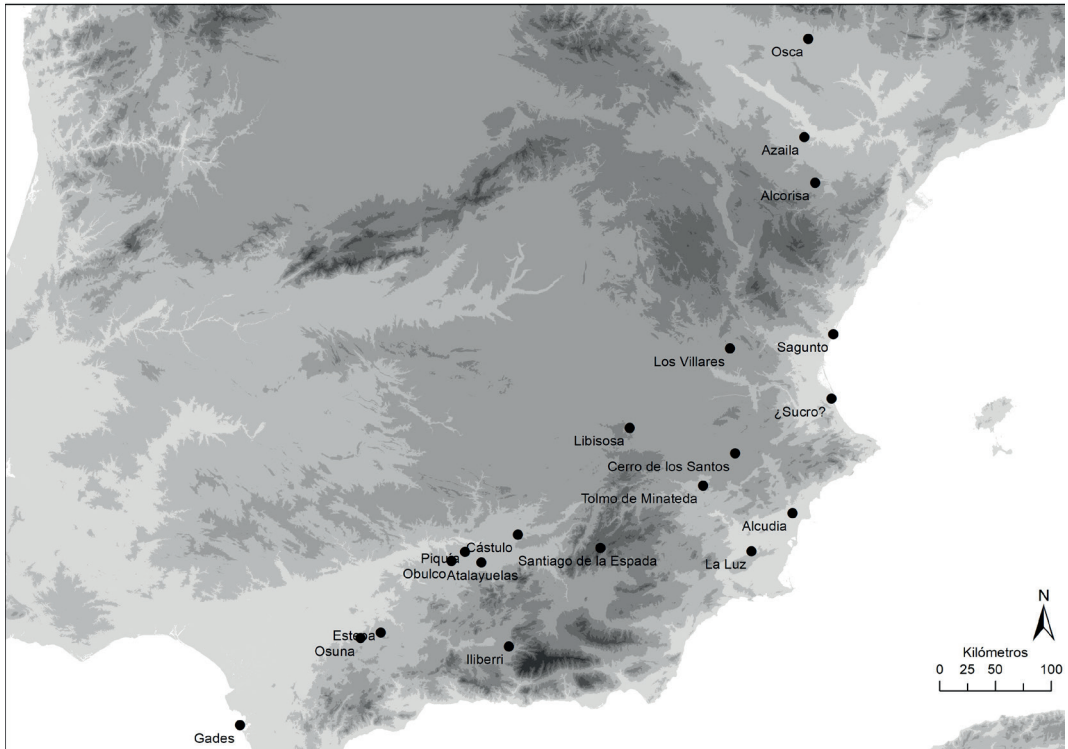 Osca
Azaila
Alcorisa
Sagunto
Los Villares
¿Sucro?
Libisosa
Cerro de los Santos
Tolmo de Minateda
Alcudia
Cástulo
Piquía
Santiago de la Espada
La Luz
Obulco
Atalayuelas
N
Estepa
Osuna
Iliberri
Kilómetros
0 25 50 100
Gades